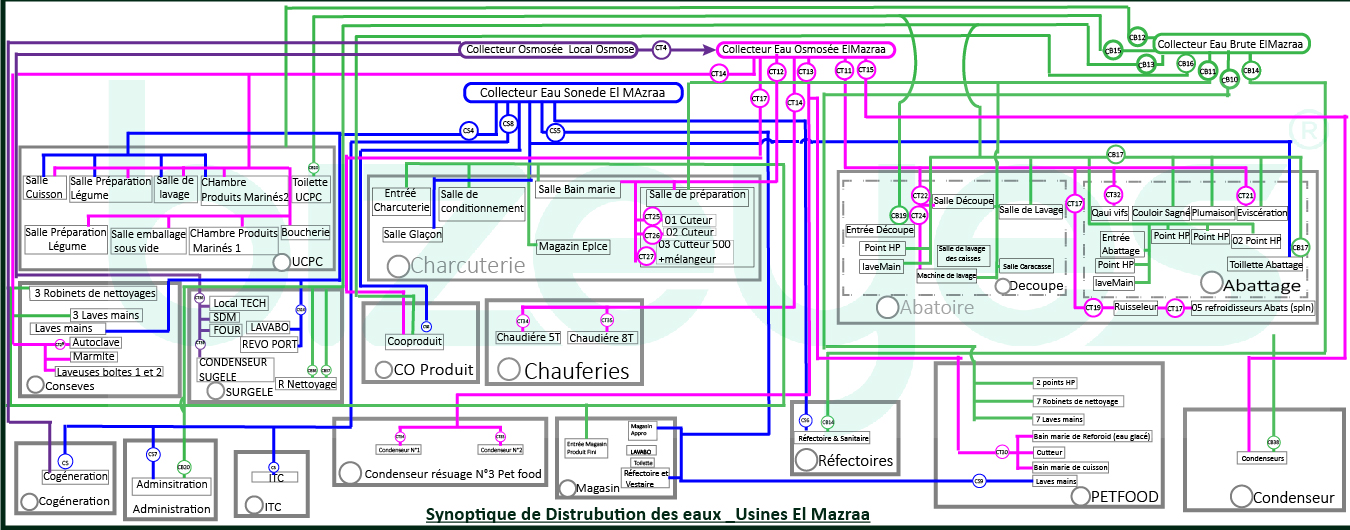 CB12
Collecteur Osmosée Local Osmose
CT4
Collecteur Eau Osmosée ElMazraa
CB15
Collecteur Eau Brute ElMazraa
CT14
CT12
CT13
CT11
CT15
CB13
CB16
CB11
CB10
CB14
Collecteur Eau Sonede El MAzraa
CT17
CT14
CS4
CS8
CS5
®
CB17
Salle
Cuisson
Salle Préparation
Légume
Salle de
lavage
CHambre
Produits Marinés2
Toilette
UCPC
Salle Préparation
Légume
Salle emballage
sous vide
CHambre Produits
Marinés 1
Boucherie
UCPC
Entréé
Charcuterie
Salle de
conditionnement
Salle Bain marie
Salle de préparation
Salle Glaçon
Magazin EpIce
CT25
01 Cuteur
CT26
02 Cuteur
CT27
03 Cutteur 500
+mélangeur
Charcuterie
CT22
Salle Découpe
CB19
CT24
Salle de Lavage
Entrée Découpe
Point HP
laveMain
Salle de lavage
des caisses
Machine de lavage
Salle Caracasse
Decoupe
Abatoire
CT17
CT32
CT21
Qaui vifs
Couloir Sagné
Plumaison
Eviscération
Entrée
Abattage
Point HP
Point HP
02 Point HP
CB17
Point HP
laveMain
Toilette Abattage
Abattage
CT19
Ruisseleur
CT17
05 refroidisseurs Abats (spin)
3 Robinets de nettoyages
3 Laves mains
Laves mains
Autoclave
Marmite
Laveuses boites 1 et 2
Conseves
Local TECH
SDM
FOUR
LAVABO
REVO PORT
CONDENSEUR
SUGELE
R Nettoyage
SURGELE
Cooproduit
CO Produit
Chaudiére 5T
Chaudiére 8T
Chauferies
2 points HP
7 Robinets de nettoyage
7 Laves mains
Bain marie de Reforoid (eau glacé)
CT30
Cutteur
Bain marie de cuisson
CS9
Laves mains
PETFOOD
CB38
Condenseurs
Condenseur
CS
Cogéneration
Cogéneration
CS7
CB20
Adminsitration
Administration
CS
ITC
ITC
Condenseur N°1
Condenseur N°2
Condenseur résuage N°3 Pet food
Entrée Magasin
Produit Fini
Magasin
Appro
LAVABO
Toilette
Réfectoire et
Vestaire
Magasin
CS6
CB14
Réfectoire & Sanitaire
Réfectoires
Synoptique de Distrubution des eaux _Usines El Mazraa